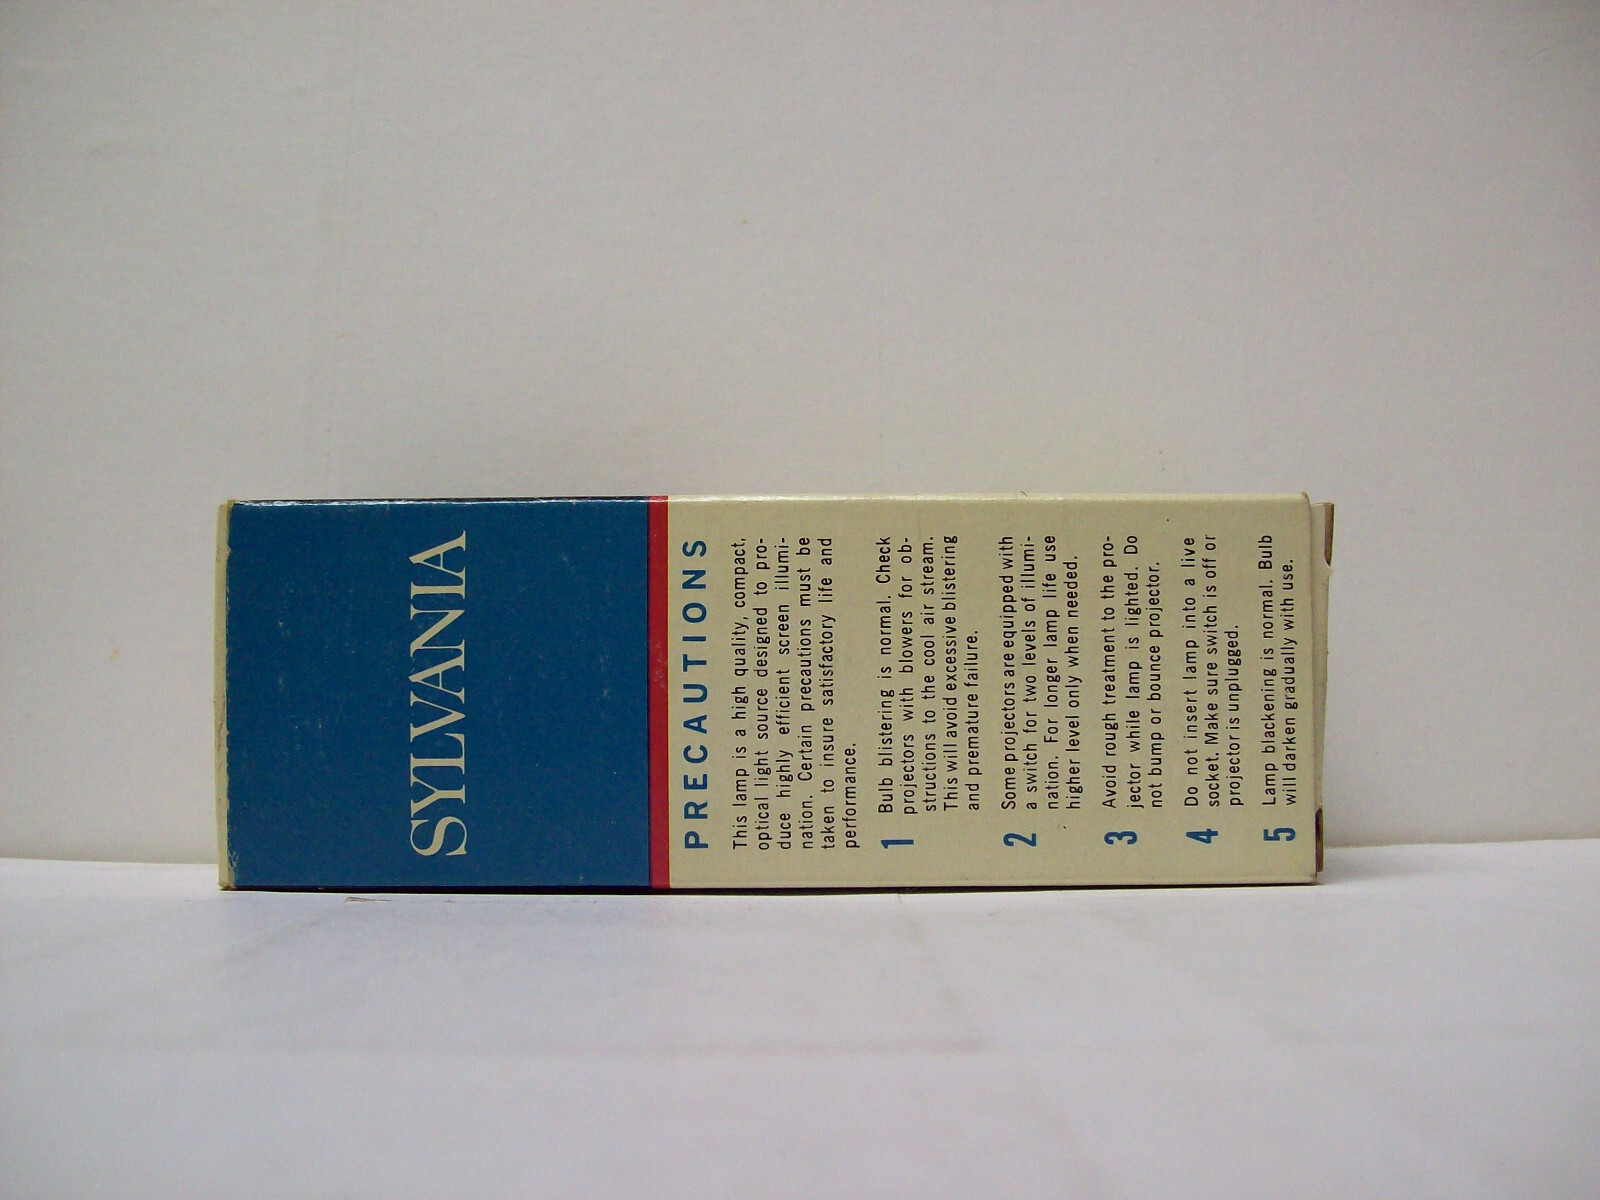 SYLVANIA
PRECAUTIONS
This lamp is a high quality, compact,
optical light source designed to pro-
duce highly efficient screen illumi-
nation. Certain precautions must be
taken to insure satisfactory life and
performance.
1 Bulb blistering is normal. Check
projectors with blowers for ob-
structions to the cool air stream.
This will avoid excessive blistering
and premature failure.
2 Some projectors are equipped with
a switch for two levels of illumi-
nation. For longer lamp life use
higher level only when needed.
3 Avoid rough treatment to the pro-
jector while lamp is lighted. Do
not bump or bounce projector.
4 Do not insert lamp into a live
socket. Make sure switch is off or
projector is unplugged.
5 Lamp blackening is normal. Bulb
will darken gradually with use.